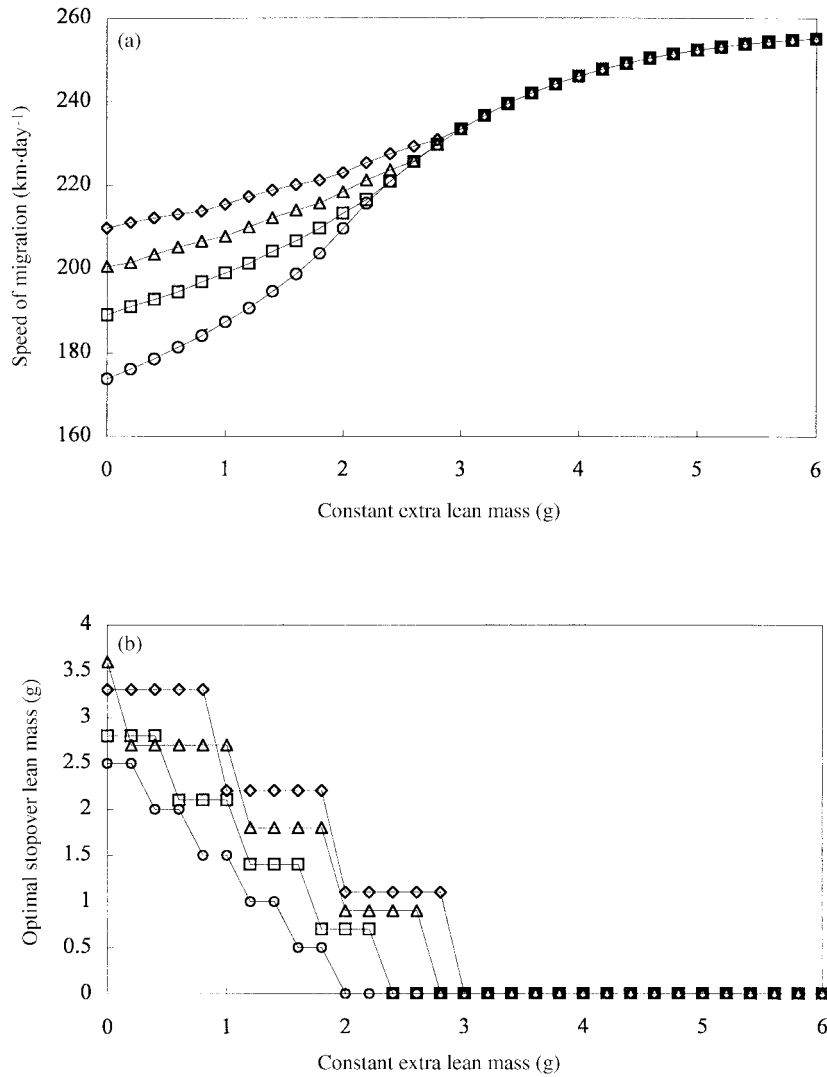 260
(a)
240
220
200
180
160
Speed of migration (km·day⁻¹)
0 1 2 3 4 5 6
Constant extra lean mass (g)
4
(b)
3.5
3
2.5
2
1.5
1
0.5
0
Optimal stopover lean mass (g)
0 1 2 3 4 5 6
Constant extra lean mass (g)